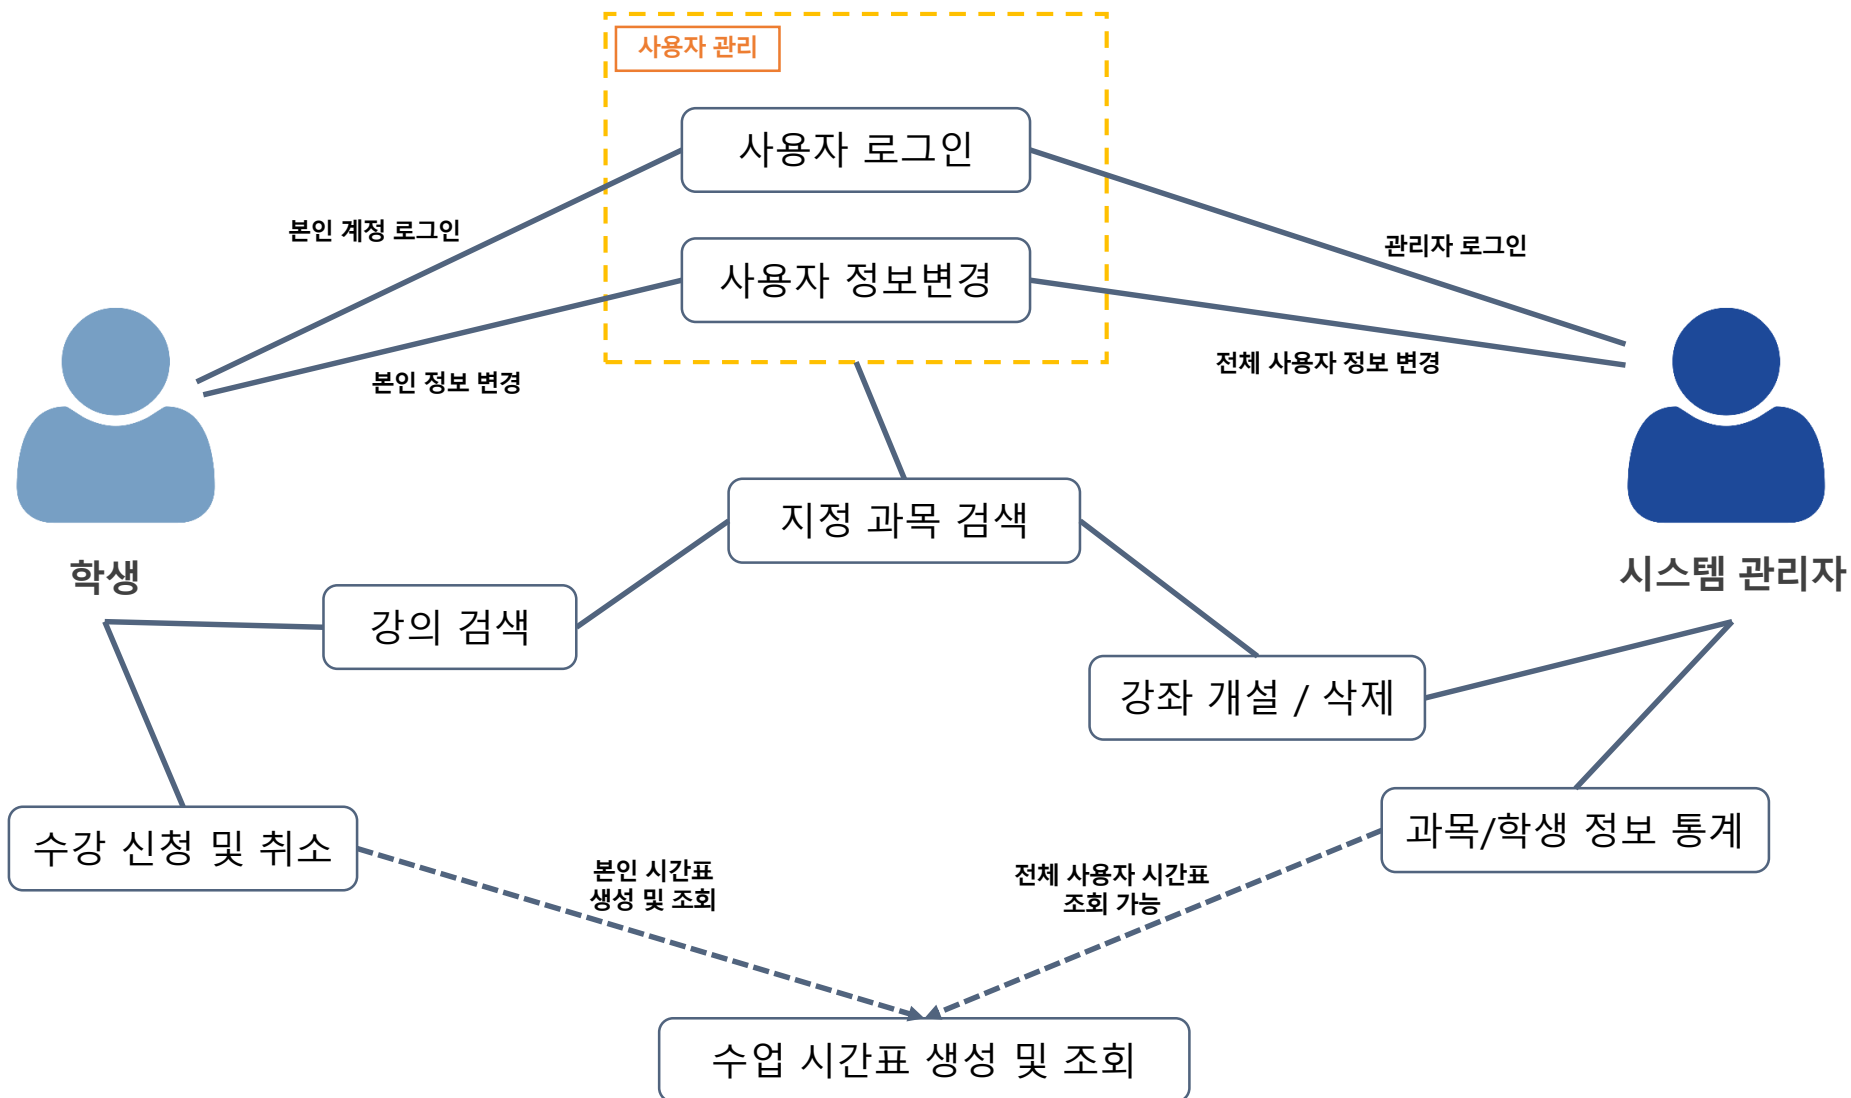 사용자 관리
사용자 로그인
본인 계정 로그인
관리자 로그인
사용자 정보변경
전체 사용자 정보 변경
본인 정보 변경
지정 과목 검색
학생
시스템 관리자
강의 검색
강좌 개설 / 삭제
수강 신청 및 취소
과목/학생 정보 통계
본인 시간표
생성 및 조회
전체 사용자 시간표
조회 가능
수업 시간표 생성 및 조회